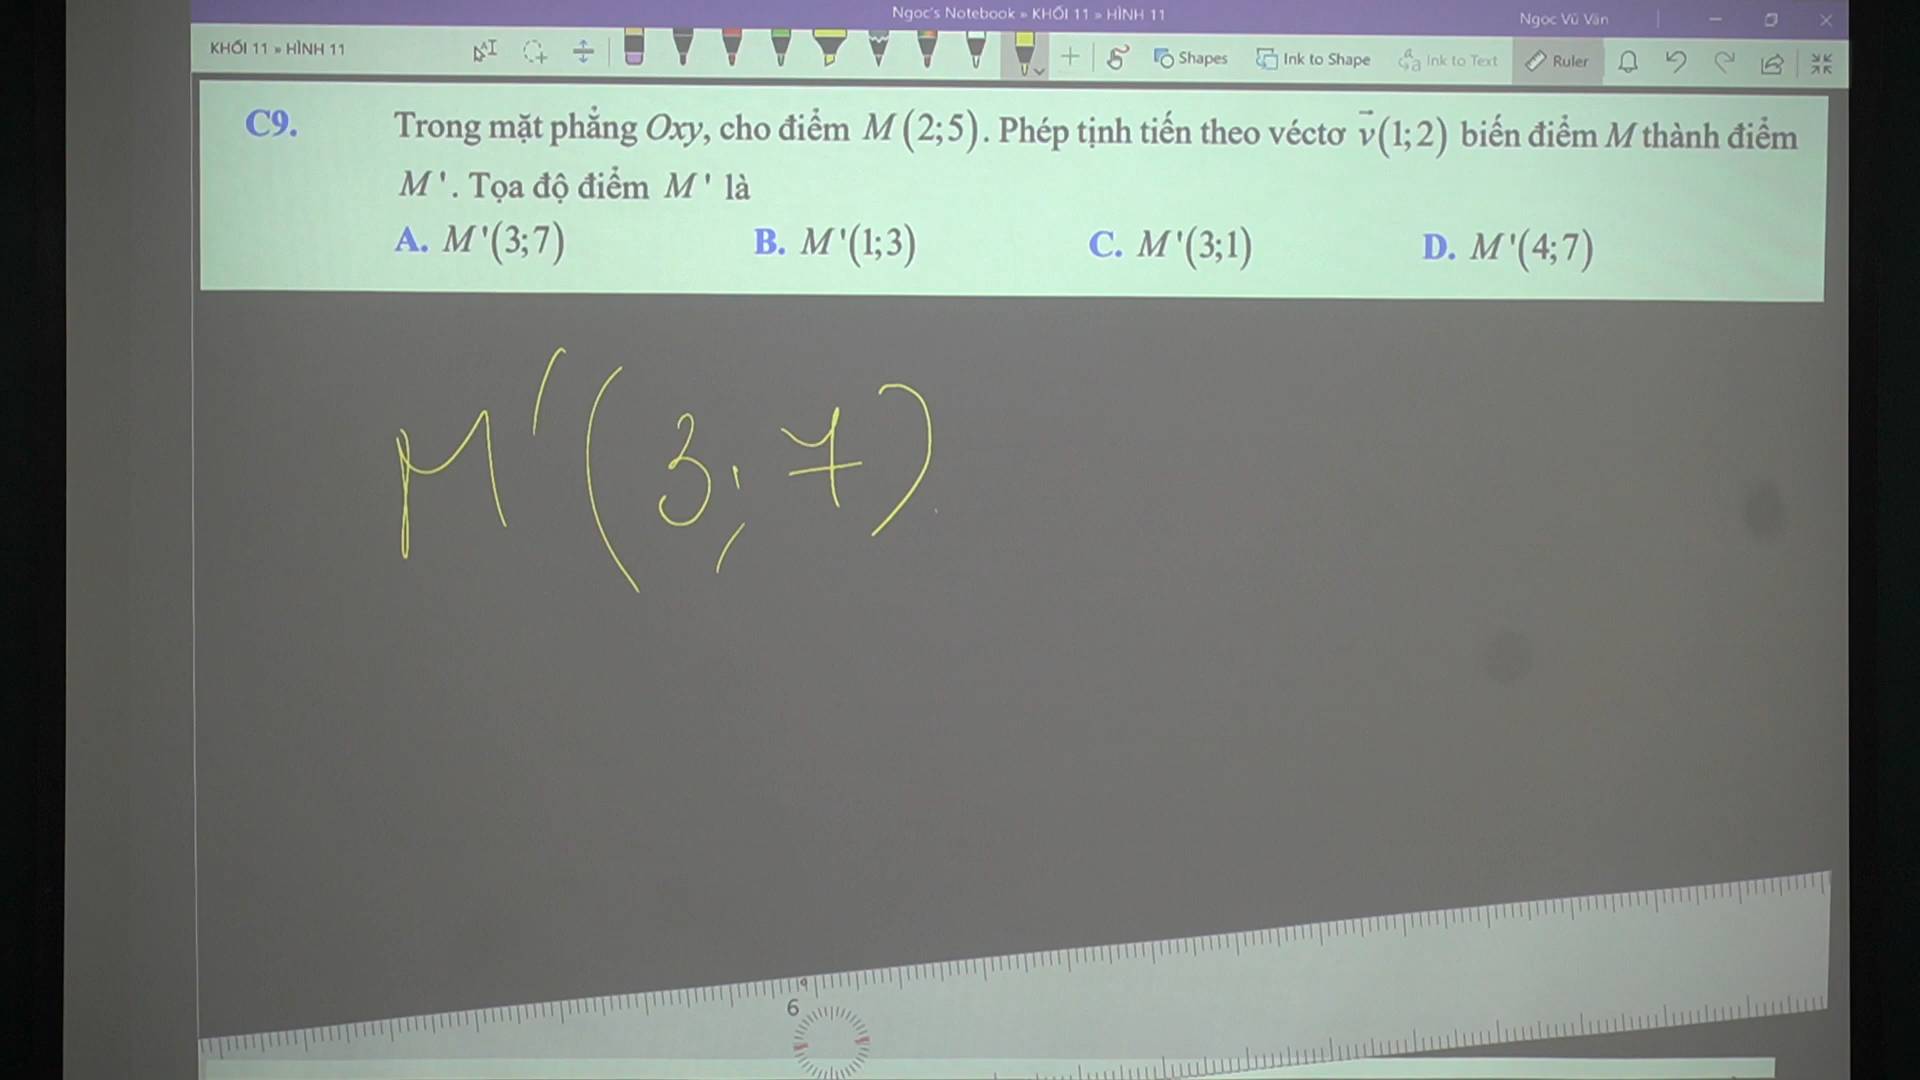 Ngoc's Notebook » KHỐI 11 » HÌNH 11
Ngoc Vũ Văn
KHỐI 11 » HÌNH 11
Shapes
Ink to Shape
Ink to Text
Ruler
C9. Trong mặt phẳng Oxy, cho điểm M(2;5). Phép tịnh tiến theo véctơ v⃗(1;2) biến điểm M thành điểm
M'. Tọa độ điểm M' là
A. M'(3;7) B. M'(1;3) C. M'(3;1) D. M'(4;7)
M'(3; 7)
6